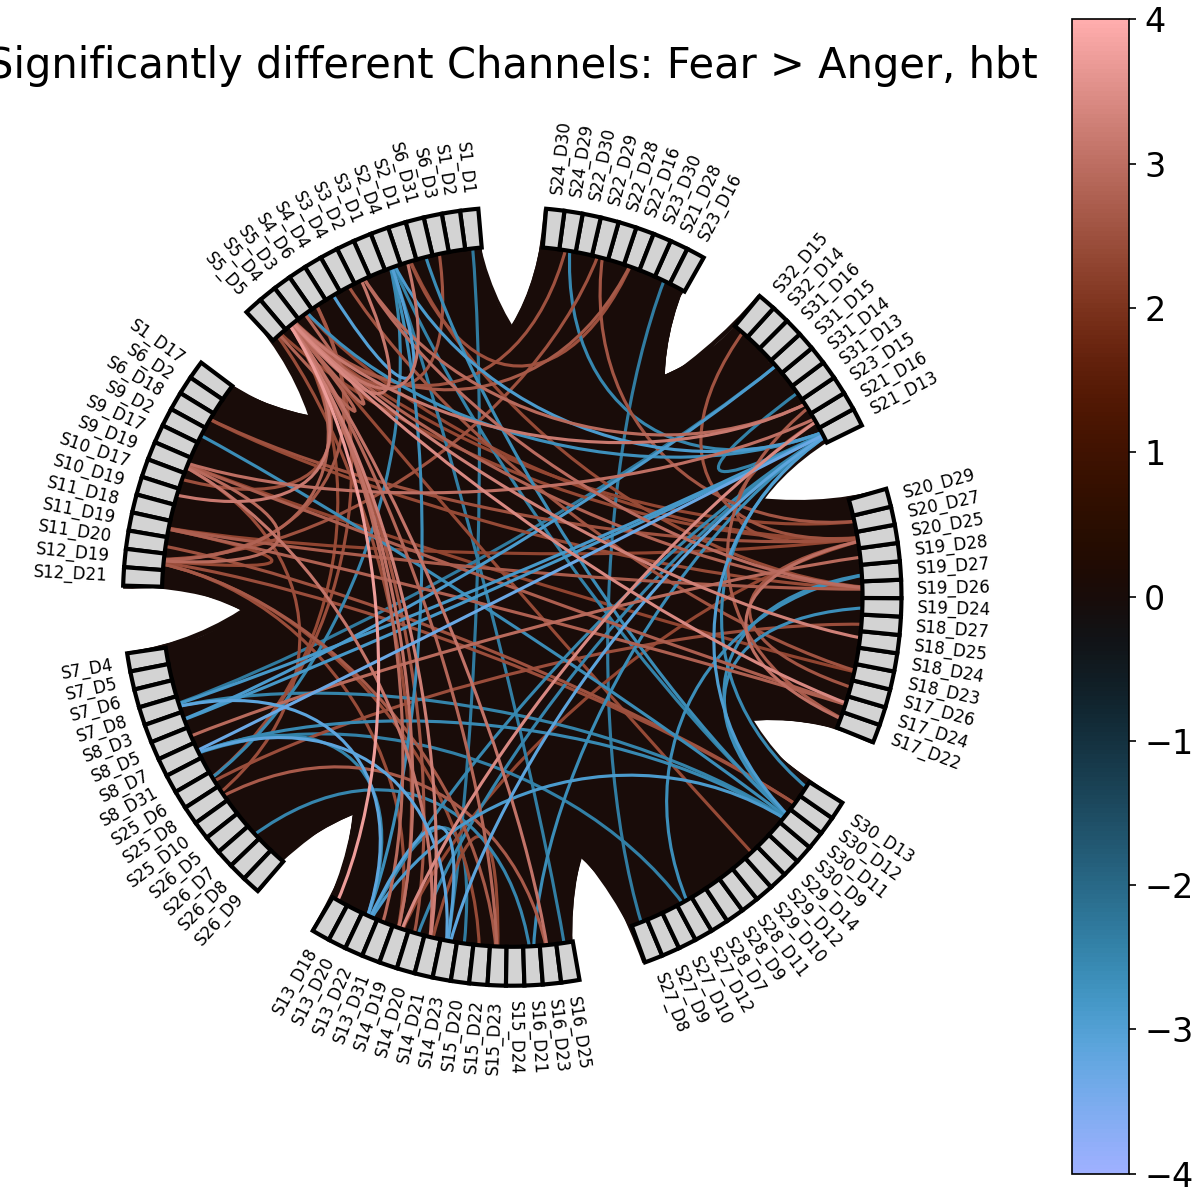 Significantly different Channels: Fear > Anger, hbt
S1_D1
S1_D2
S6_D3
S6_D31
S2_D1
S2_D4
S3_D1
S3_D2
S3_D4
S4_D4
S4_D6
S5_D3
S5_D4
S5_D5
S1_D17
S6_D2
S6_D18
S9_D2
S9_D17
S9_D19
S10_D17
S10_D19
S11_D18
S11_D19
S11_D20
S12_D19
S12_D21
S7_D4
S7_D5
S7_D6
S7_D8
S8_D3
S8_D5
S8_D7
S8_D31
S25_D6
S25_D8
S25_D10
S26_D5
S26_D7
S26_D8
S26_D9
S13_D18
S13_D20
S13_D22
S13_D31
S14_D19
S14_D20
S14_D21
S14_D23
S15_D20
S15_D22
S15_D23
S15_D24
S16_D21
S16_D23
S16_D25
S27_D8
S27_D9
S27_D10
S27_D12
S28_D7
S28_D9
S28_D11
S29_D10
S29_D12
S29_D14
S30_D9
S30_D11
S30_D12
S30_D13
S17_D22
S17_D24
S17_D26
S18_D23
S18_D24
S18_D25
S18_D27
S19_D24
S19_D26
S19_D27
S19_D28
S20_D25
S20_D27
S20_D29
S21_D13
S21_D16
S23_D15
S31_D13
S31_D14
S31_D15
S31_D16
S32_D14
S32_D15
S23_D16
S21_D28
S23_D30
S22_D16
S22_D28
S22_D29
S22_D30
S24_D29
S24_D30
4
3
2
1
0
−1
−2
−3
−4